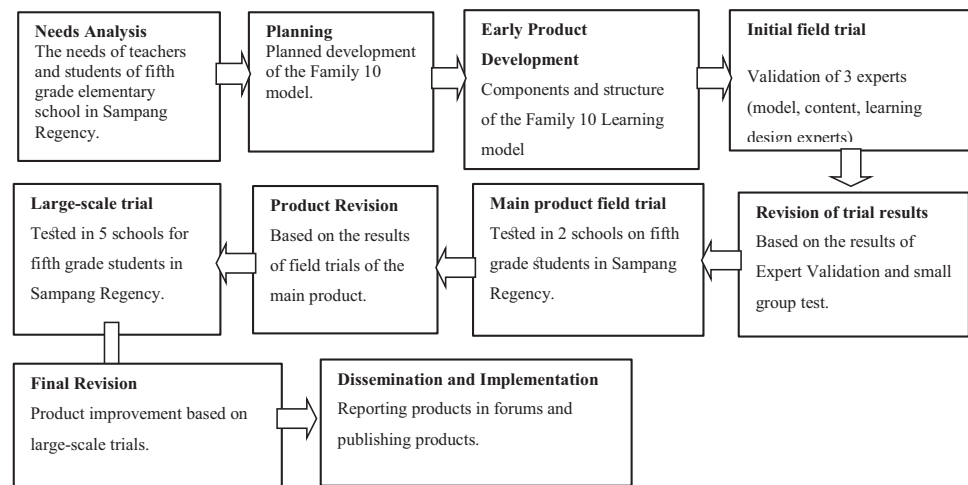 Needs Analysis
The needs of teachers
and students of fifth
grade elementary
school in Sampang
Regency.
Planning
Planned development
of the Family 10
model.
Early Product
Development
Components and structure
of the Family 10 Learning
model
Initial field trial
Validation of 3 experts
(model, content, learning
design experts)
Revision of trial results
Based on the results of
Expert Validation and small
group test.
Main product field trial
Tested in 2 schools on fifth
grade students in Sampang
Regency.
Product Revision
Based on the results
of field trials of the
main product.
Large-scale trial
Tested in 5 schools for
fifth grade students in
Sampang Regency.
Final Revision
Product improvement based on
large-scale trials.
Dissemination and Implementation
Reporting products in forums and
publishing products.